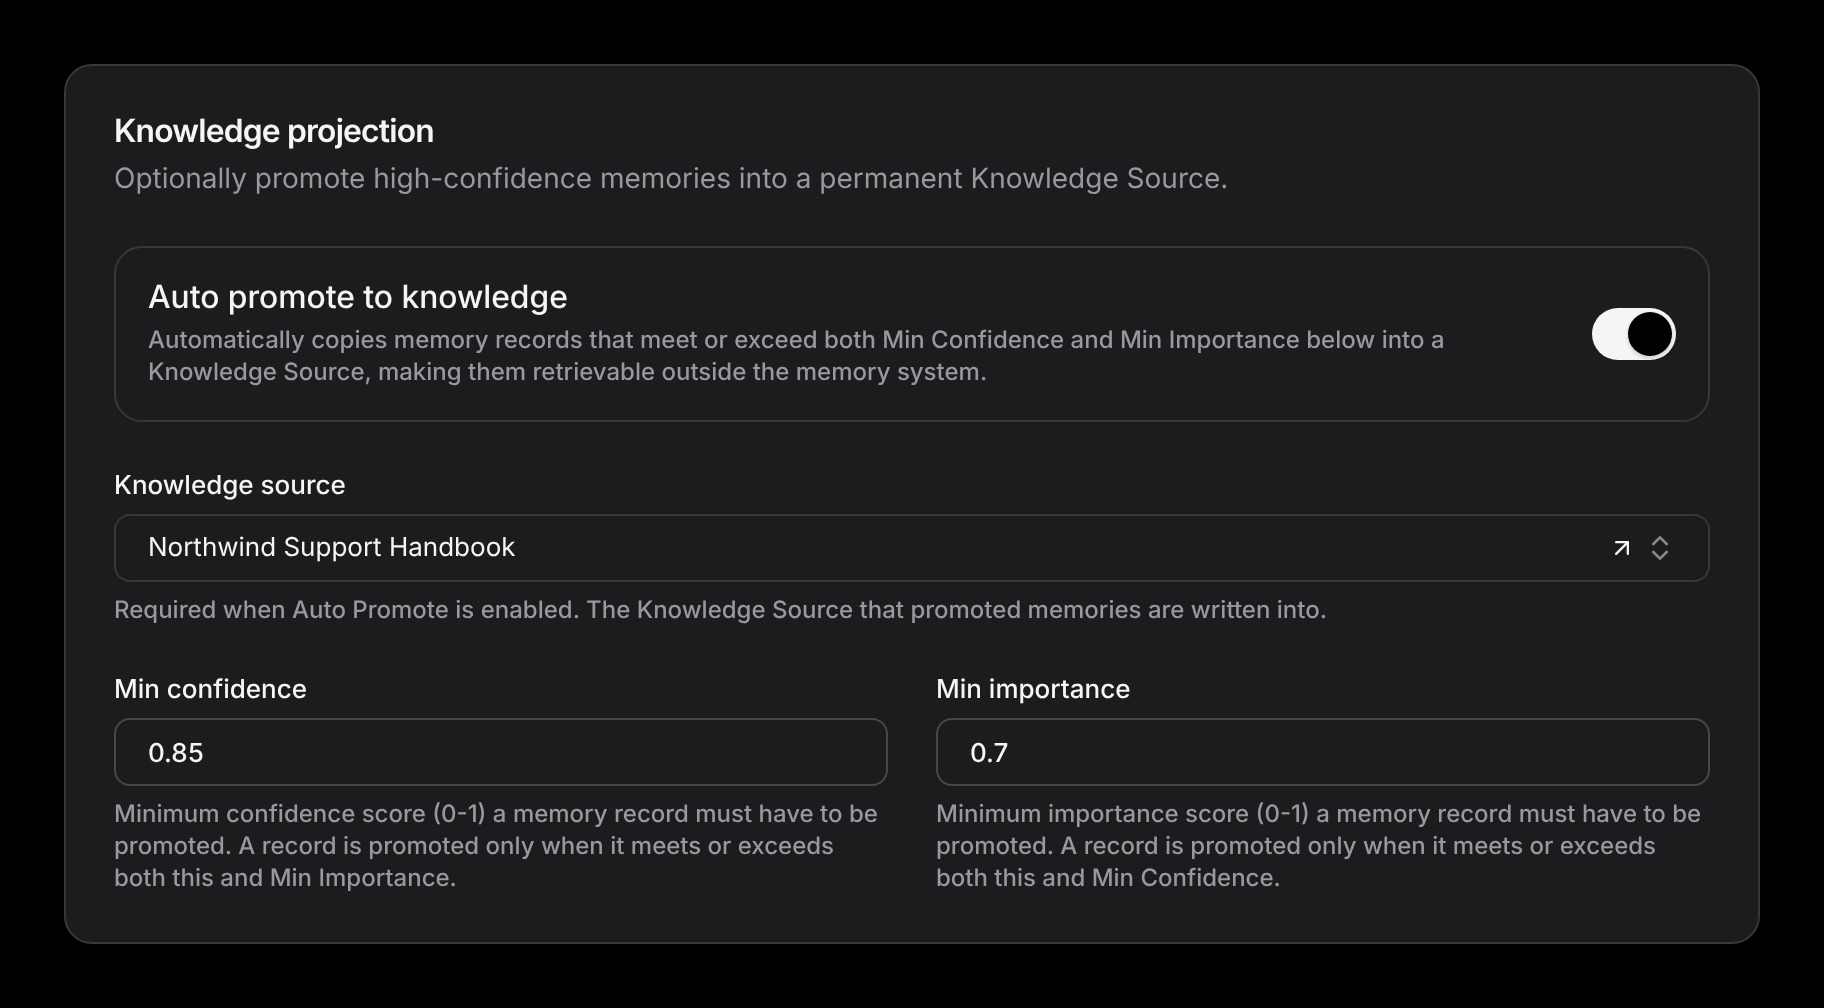 Knowledge projection
Optionally promote high-confidence memories into a permanent Knowledge Source.
Auto promote to knowledge
Automatically copies memory records that meet or exceed both Min Confidence and Min Importance below into a
Knowledge Source, making them retrievable outside the memory system.
Knowledge source
Northwind Support Handbook
Required when Auto Promote is enabled. The Knowledge Source that promoted memories are written into.
Min confidence
0.85
Minimum confidence score (0-1) a memory record must have to be
promoted. A record is promoted only when it meets or exceeds
both this and Min Importance.
Min importance
0.7
Minimum importance score (0-1) a memory record must have to be
promoted. A record is promoted only when it meets or exceeds
both this and Min Confidence.